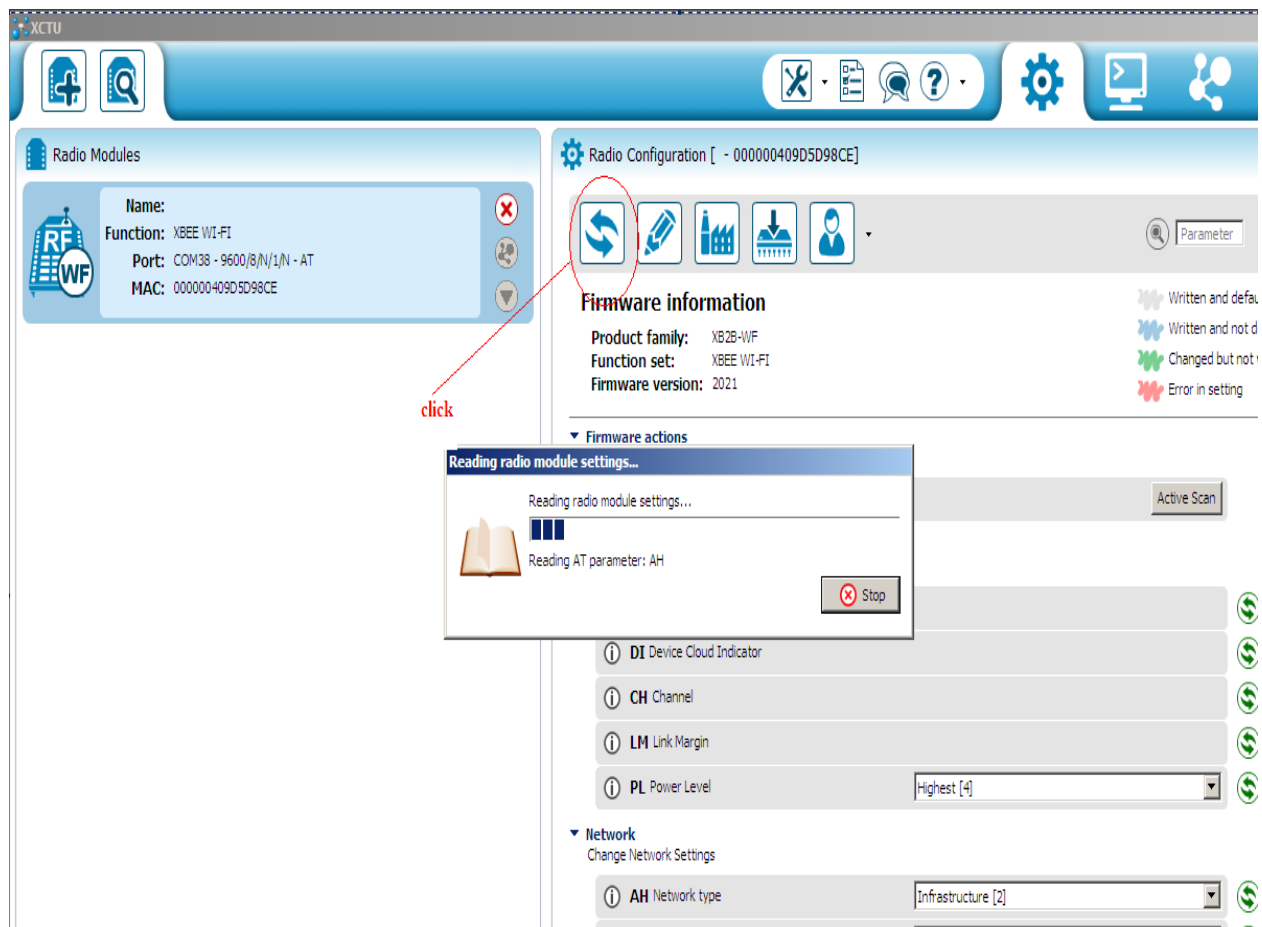 XCTU
Radio Modules
Name:
Function: XBEE WI-FI
Port: COM38 - 9600/8/N/1/N - AT
MAC: 000000409D5D98CE
RF
WF
click
Radio Configuration [ - 000000409D5D98CE]
Parameter
Firmware information
Product family: XB2B-WF
Function set: XBEE WI-FI
Firmware version: 2021
Written and defau
Written and not d
Changed but not
Error in setting
Firmware actions
Active Scan
Reading radio module settings...
Reading radio module settings...
Reading AT parameter: AH
Stop
DI Device Cloud Indicator
CH Channel
LM Link Margin
PL Power Level Highest [4]
Network
Change Network Settings
AH Network type Infrastructure [2]